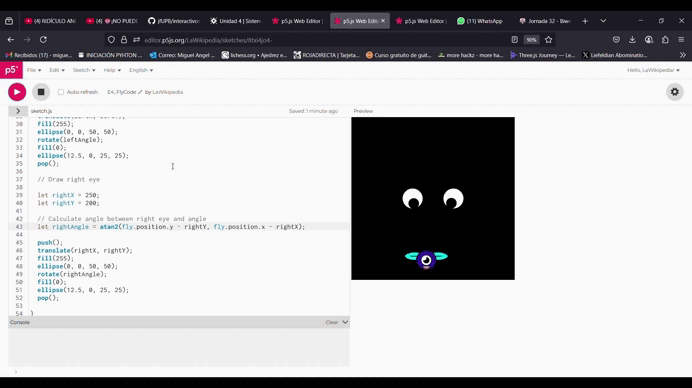 (4) RIDÍCULO AN
(4) ¡NO PUEDO
jfUPB/interactivos
Unidad 4 | Sistem
p5.js Web Editor |
p5.js Web Edit
p5.js Web Editor |
(11) WhatsApp
Jornada 32 - Biwe
editor.p5js.org/LaWikipedia/sketches/8bxi4jo4-
90%
Recibidos (17) - migue...
INICIACIÓN PYHTON ...
Correo: Miguel Angel ...
lichess.org • Ajedrez e...
ROJADIRECTA | Tarjeta...
Curso gratuito de guit...
more hackz - more ha...
Three.js Journey — Le...
Liefeldian Abominatio...
p5*
File
Edit
Sketch
Help
English
Hello, LaWikipedia!
Auto-refresh
E4_FlyCode
by LaWikipedia
sketch.js
Saved: 1 minute ago
Preview
30 fill(255);
31 ellipse(0, 0, 50, 50);
32 rotate(leftAngle);
33 fill(0);
34 ellipse(12.5, 0, 25, 25);
35 pop();
36
37 // Draw right eye
38
39 let rightX = 250;
40 let rightY = 200;
41
42 // Calculate angle between right eye and angle
43 let rightAngle = atan2(fly.position.y - rightY, fly.position.x - rightX);
44
45 push();
46 translate(rightX, rightY);
47 fill(255);
48 ellipse(0, 0, 50, 50);
49 rotate(rightAngle);
50 fill(0);
51 ellipse(12.5, 0, 25, 25);
52 pop();
53
54 }
Console
Clear